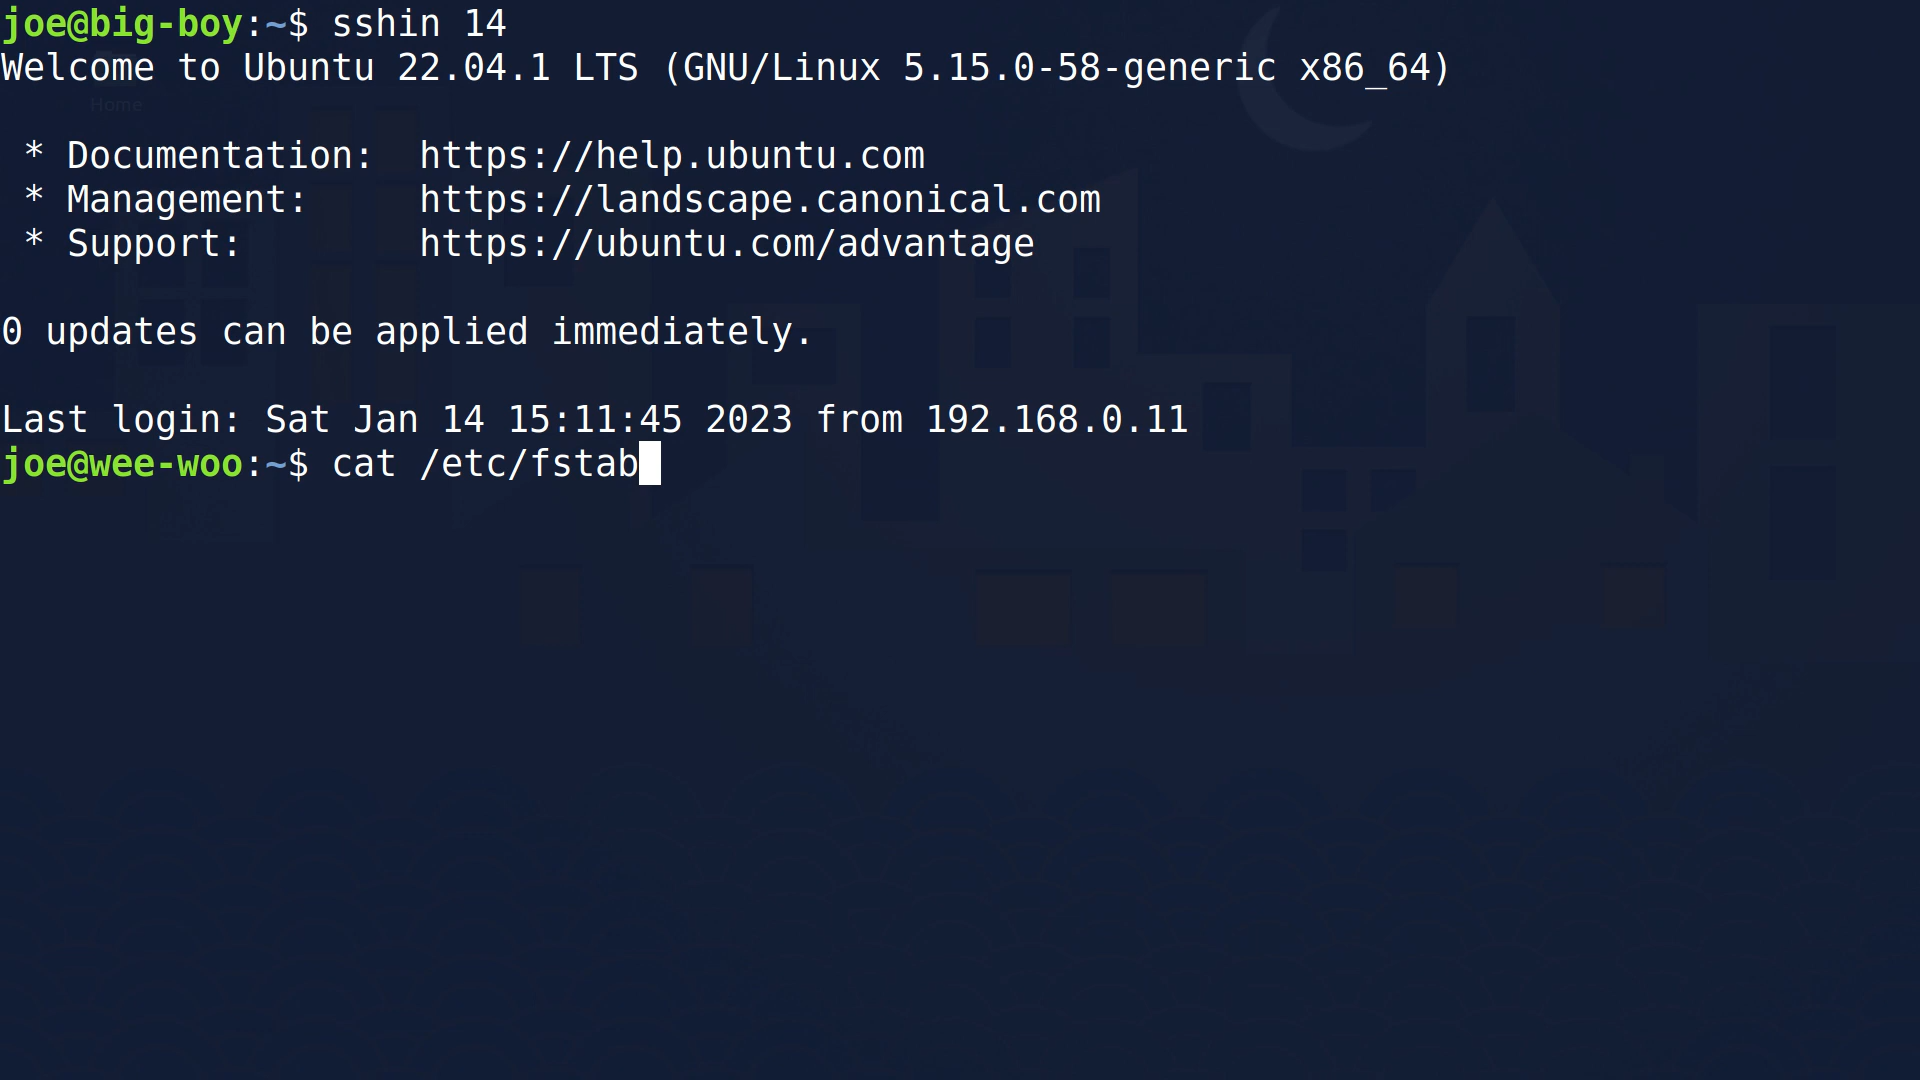 joe@big-boy:~$ sshin 14
Welcome to Ubuntu 22.04.1 LTS (GNU/Linux 5.15.0-58-generic x86_64)
Home
 * Documentation:  https://help.ubuntu.com
 * Management:     https://landscape.canonical.com
 * Support:        https://ubuntu.com/advantage
0 updates can be applied immediately.
Last login: Sat Jan 14 15:11:45 2023 from 192.168.0.11
joe@wee-woo:~$ cat /etc/fstab